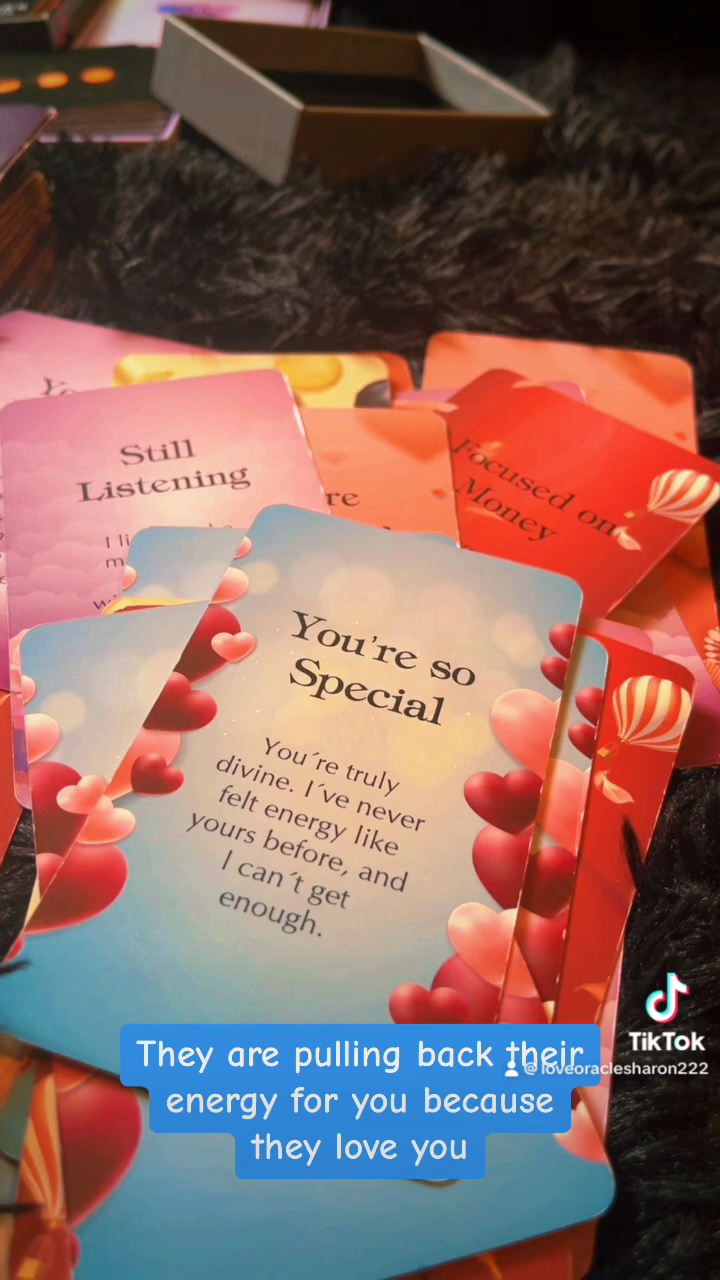 Still
Listening
Focused on
Money
You're so
Special
You´re truly
divine. I´ve never
felt energy like
yours before, and
I can´t get
enough.
They are pulling back their
energy for you because
they love you
TikTok
@loveoraclesharon222